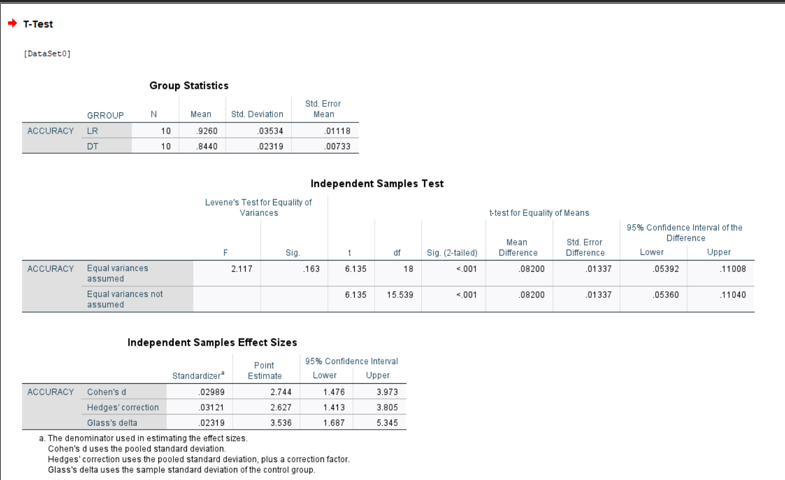 T-Test
[DataSet0]
Group Statistics
GRROUP N Mean Std. Deviation Std. Error Mean
ACCURACY LR 10 .9260 .03534 .01118
DT 10 .8440 .02319 .00733
Independent Samples Test
Levene's Test for Equality of Variances t-test for Equality of Means
95% Confidence Interval of the Difference
F Sig. t df Sig. (2-tailed) Mean Difference Std. Error Difference Lower Upper
ACCURACY Equal variances assumed 2.117 .163 6.135 18 <.001 .08200 .01337 .05392 .11008
Equal variances not assumed 6.135 15.539 <.001 .08200 .01337 .05360 .11040
Independent Samples Effect Sizes
Standardizerª Point Estimate 95% Confidence Interval
Lower Upper
ACCURACY Cohen's d .02989 2.744 1.476 3.973
Hedges' correction .03121 2.627 1.413 3.805
Glass's delta .02319 3.536 1.687 5.345
a. The denominator used in estimating the effect sizes.
Cohen's d uses the pooled standard deviation.
Hedges' correction uses the pooled standard deviation, plus a correction factor.
Glass's delta uses the sample standard deviation of the control group.